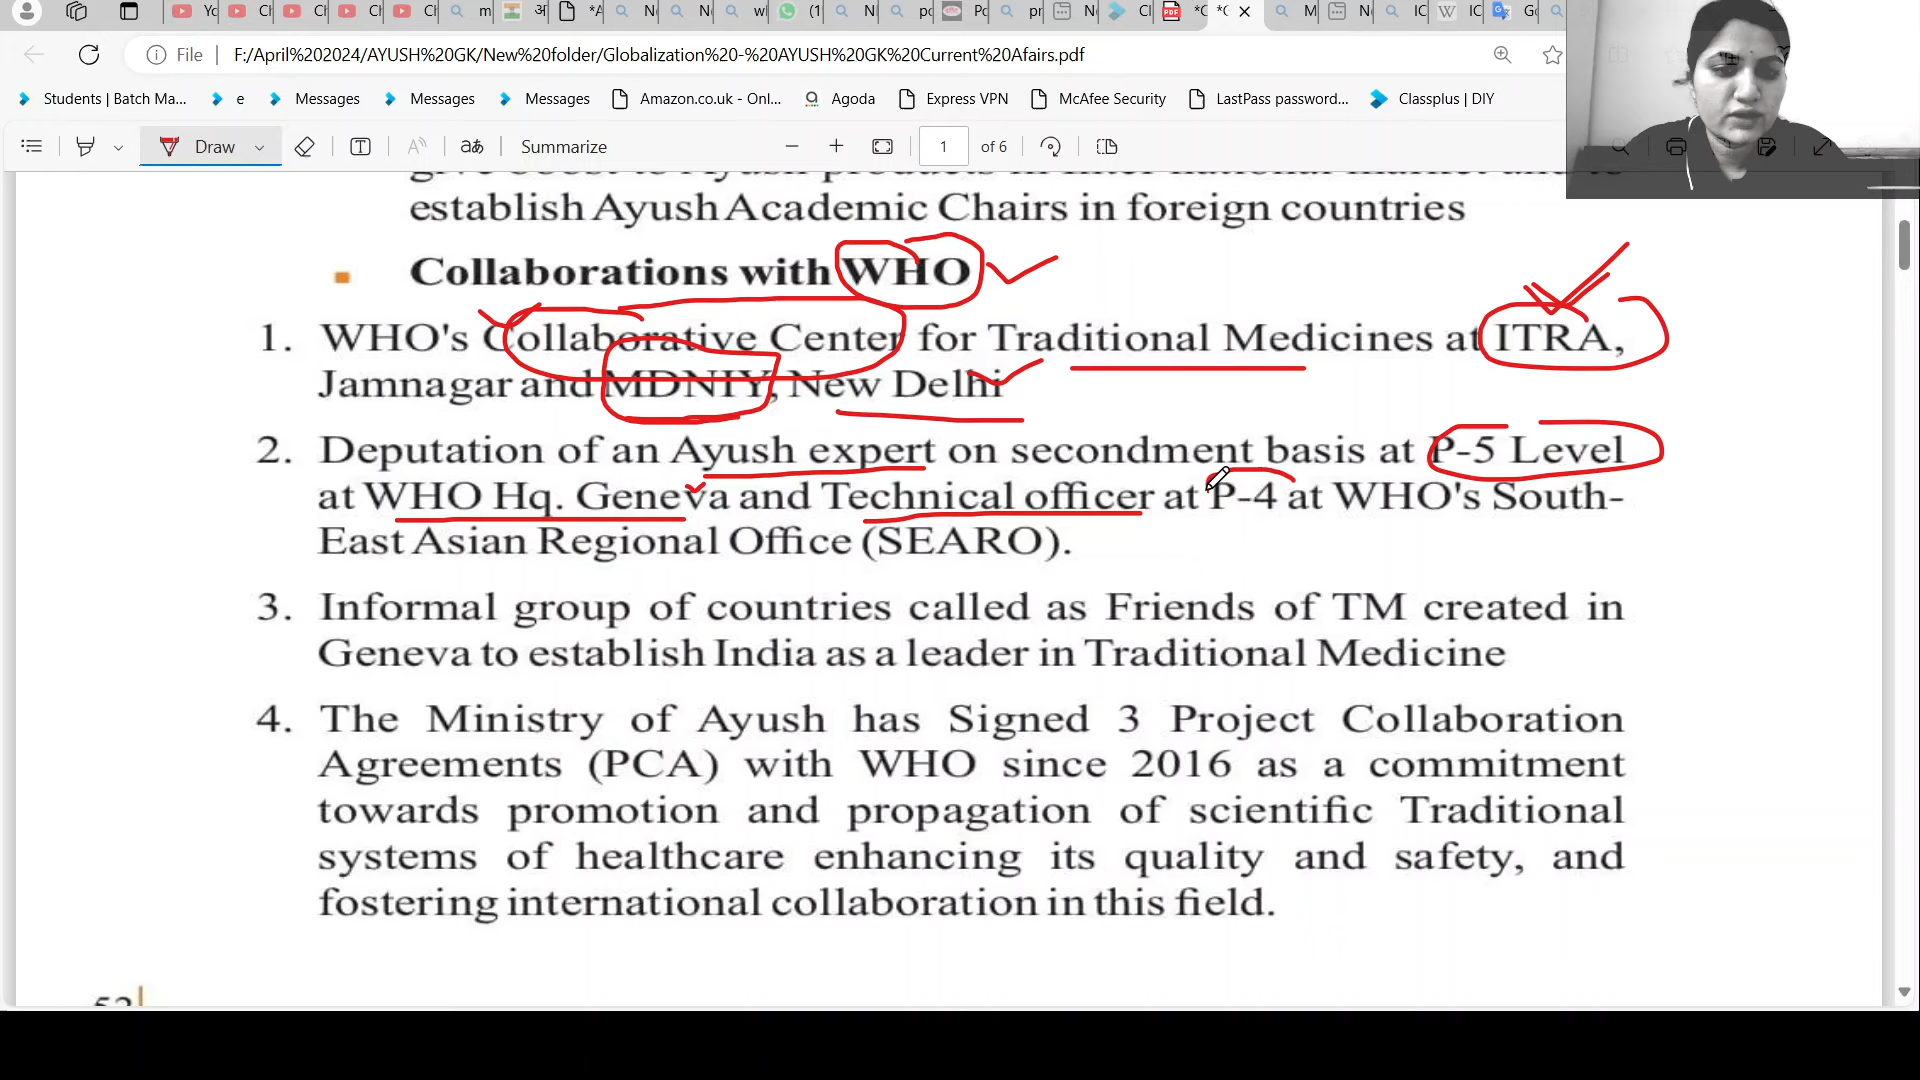 File
F:/April%202024/AYUSH%20GK/New%20folder/Globalization%20-%20AYUSH%20GK%20Current%20Afairs.pdf
Students | Batch Ma... e Messages Messages Messages Amazon.co.uk - Onl... Agoda Express VPN McAfee Security LastPass password... Classplus | DIY
Draw aあ Summarize 1 of 6
establish Ayush Academic Chairs in foreign countries
Collaborations with WHO
1. WHO's Collaborative Center for Traditional Medicines at ITRA,
Jamnagar and MDNIY, New Delhi
2. Deputation of an Ayush expert on secondment basis at P-5 Level
at WHO Hq. Geneva and Technical officer at P-4 at WHO's South-
East Asian Regional Office (SEARO).
3. Informal group of countries called as Friends of TM created in
Geneva to establish India as a leader in Traditional Medicine
4. The Ministry of Ayush has Signed 3 Project Collaboration
Agreements (PCA) with WHO since 2016 as a commitment
towards promotion and propagation of scientific Traditional
systems of healthcare enhancing its quality and safety, and
fostering international collaboration in this field.